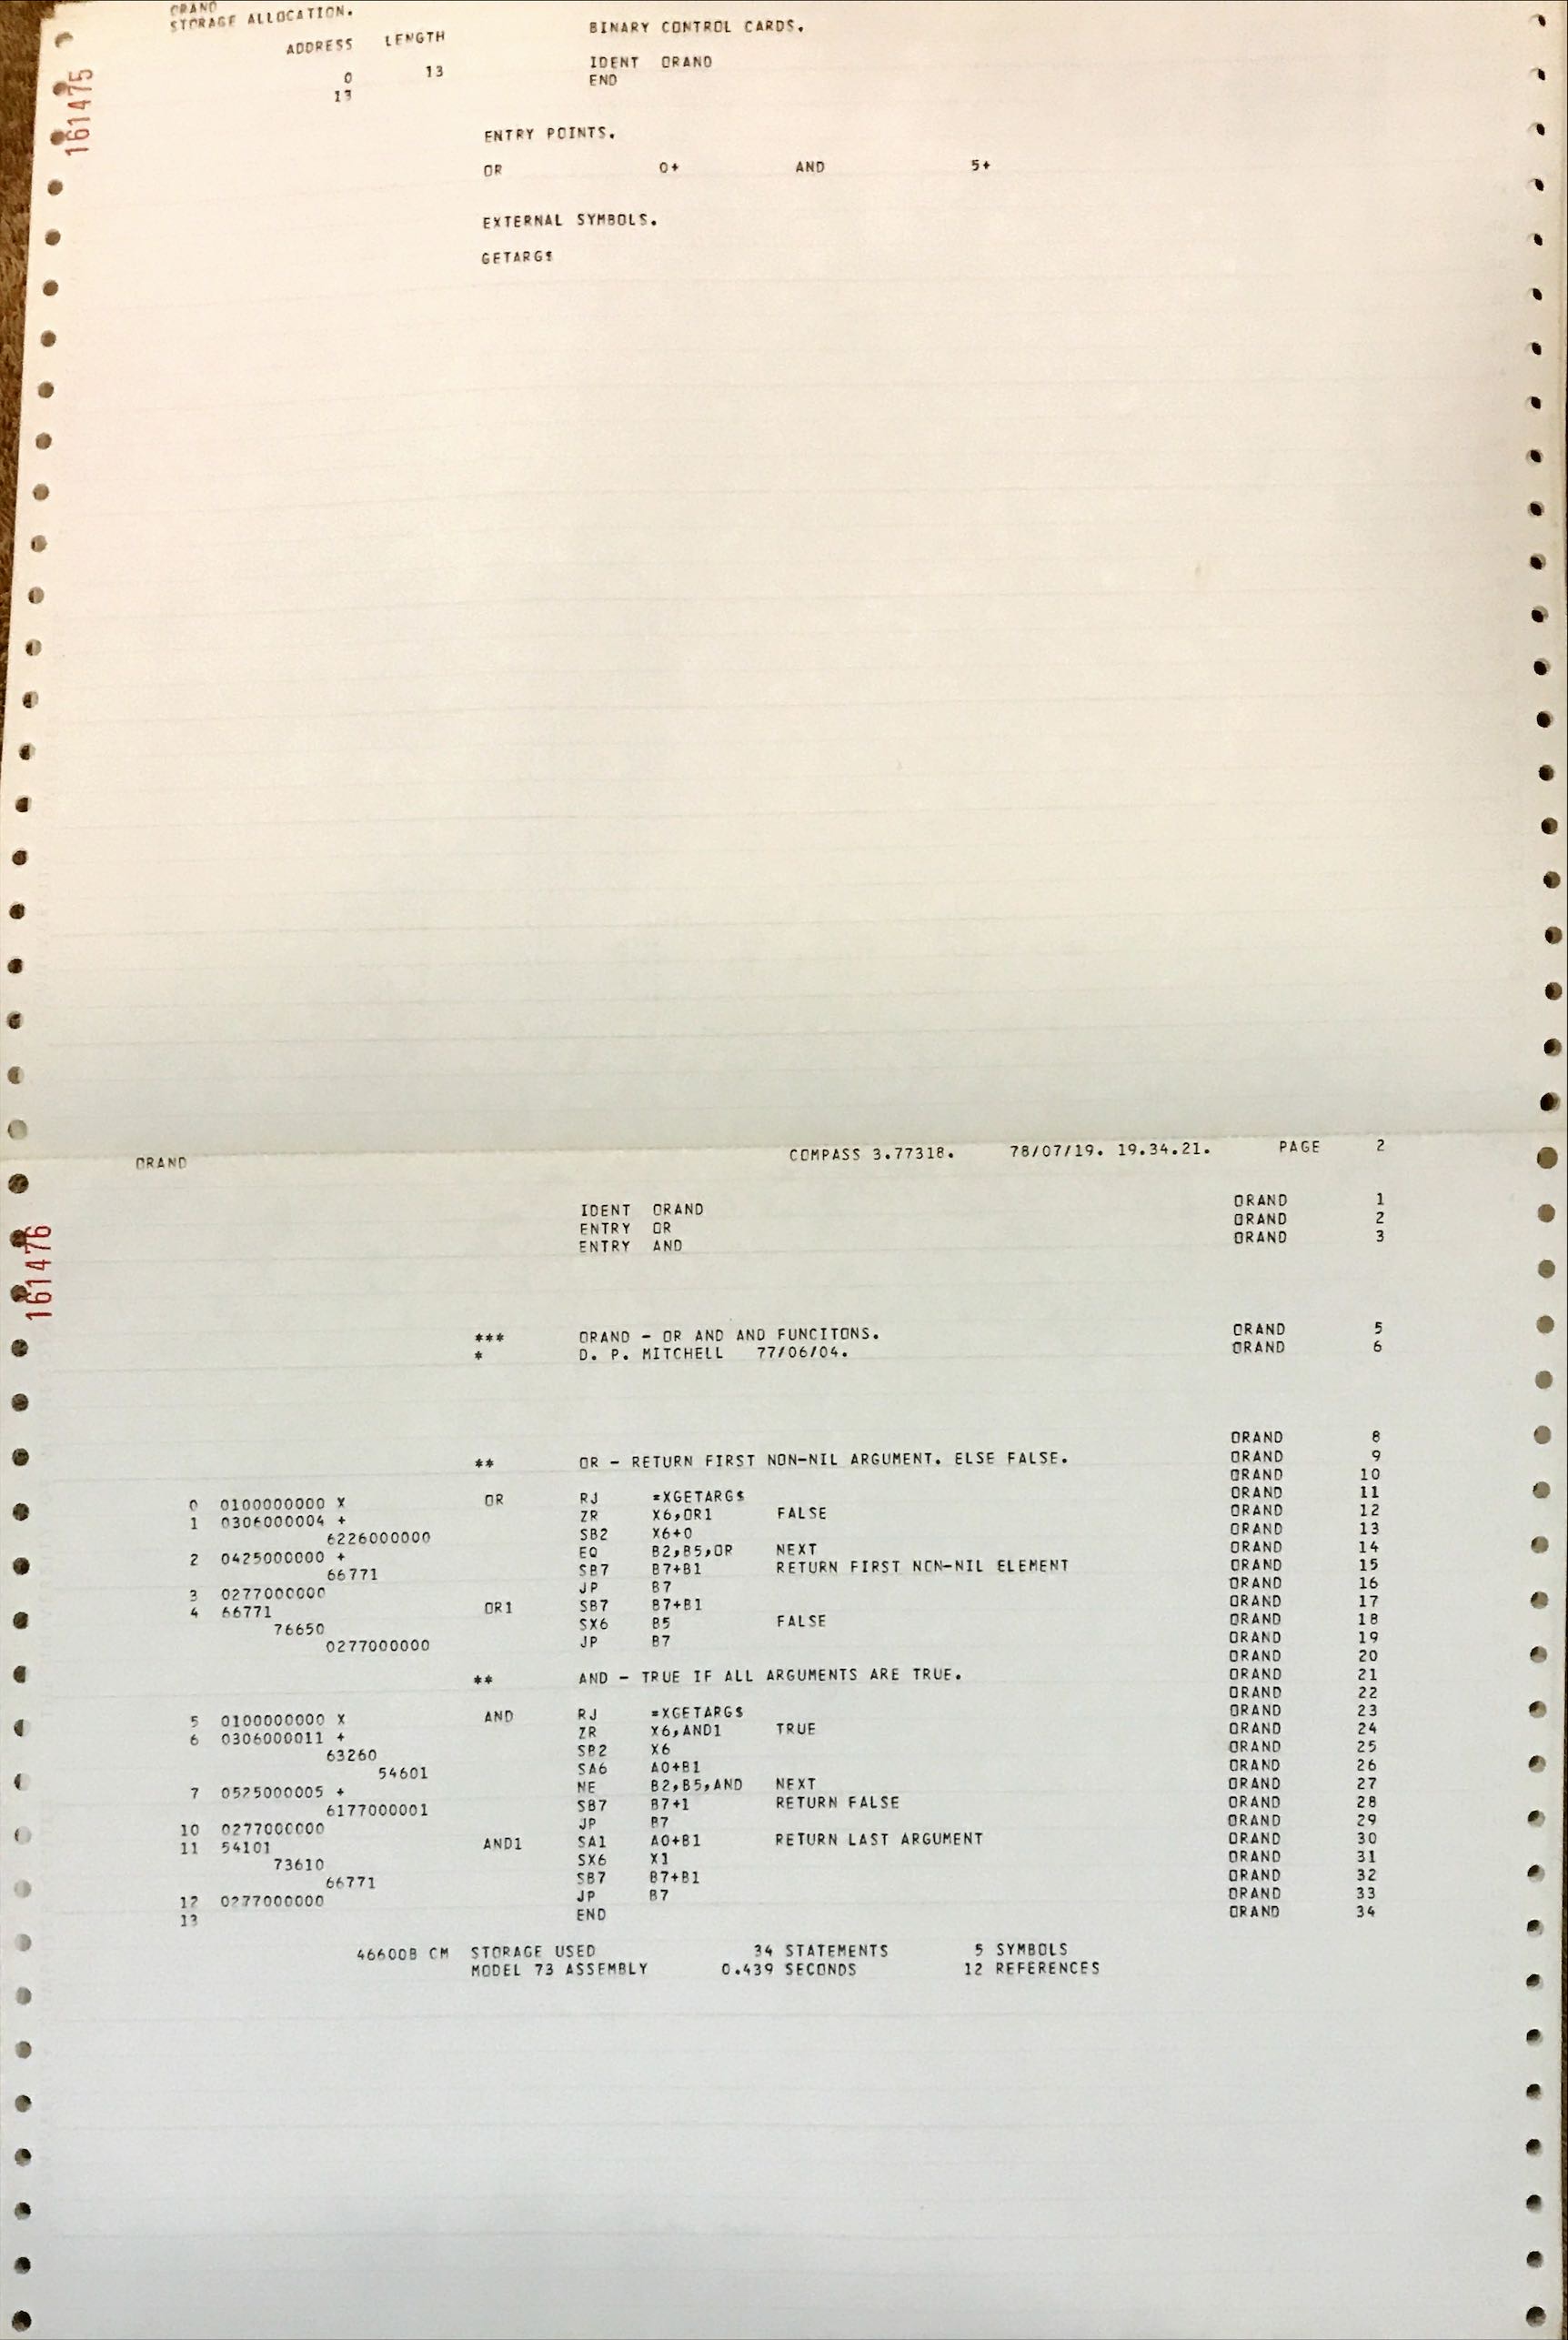 ORAND
STORAGE ALLOCATION.
BINARY CONTROL CARDS.
ADDRESS LENGTH
0 13 IDENT ORAND
13 END
161475
ENTRY POINTS.
OR 0+ AND 5+
EXTERNAL SYMBOLS.
GETARG$
ORAND COMPASS 3.77318. 78/07/19. 19.34.21. PAGE 2
161476
IDENT ORAND ORAND 1
ENTRY OR ORAND 2
ENTRY AND ORAND 3
*** ORAND - OR AND AND FUNCITONS. ORAND 5
* D. P. MITCHELL 77/06/04. ORAND 6
ORAND 8
** OR - RETURN FIRST NON-NIL ARGUMENT. ELSE FALSE. ORAND 9
ORAND 10
0 0100000000 X OR RJ =XGETARG$ ORAND 11
1 0306000004 + ZR X6,OR1 FALSE ORAND 12
6226000000 SB2 X6+0 ORAND 13
2 0425000000 + EQ B2,B5,OR NEXT ORAND 14
66771 SB7 B7+B1 RETURN FIRST NON-NIL ELEMENT ORAND 15
3 0277000000 JP B7 ORAND 16
4 66771 OR1 SB7 B7+B1 ORAND 17
76650 SX6 B5 FALSE ORAND 18
0277000000 JP B7 ORAND 19
ORAND 20
** AND - TRUE IF ALL ARGUMENTS ARE TRUE. ORAND 21
ORAND 22
5 0100000000 X AND RJ =XGETARG$ ORAND 23
6 0306000011 + ZR X6,AND1 TRUE ORAND 24
63260 SB2 X6 ORAND 25
54601 SA6 A0+B1 ORAND 26
7 0525000005 + NE B2,B5,AND NEXT ORAND 27
6177000001 SB7 B7+1 RETURN FALSE ORAND 28
10 0277000000 JP B7 ORAND 29
11 54101 AND1 SA1 A0+B1 RETURN LAST ARGUMENT ORAND 30
73610 SX6 X1 ORAND 31
66771 SB7 B7+B1 ORAND 32
12 0277000000 JP B7 ORAND 33
13 END ORAND 34
46600B CM STORAGE USED 34 STATEMENTS 5 SYMBOLS
MODEL 73 ASSEMBLY 0.439 SECONDS 12 REFERENCES